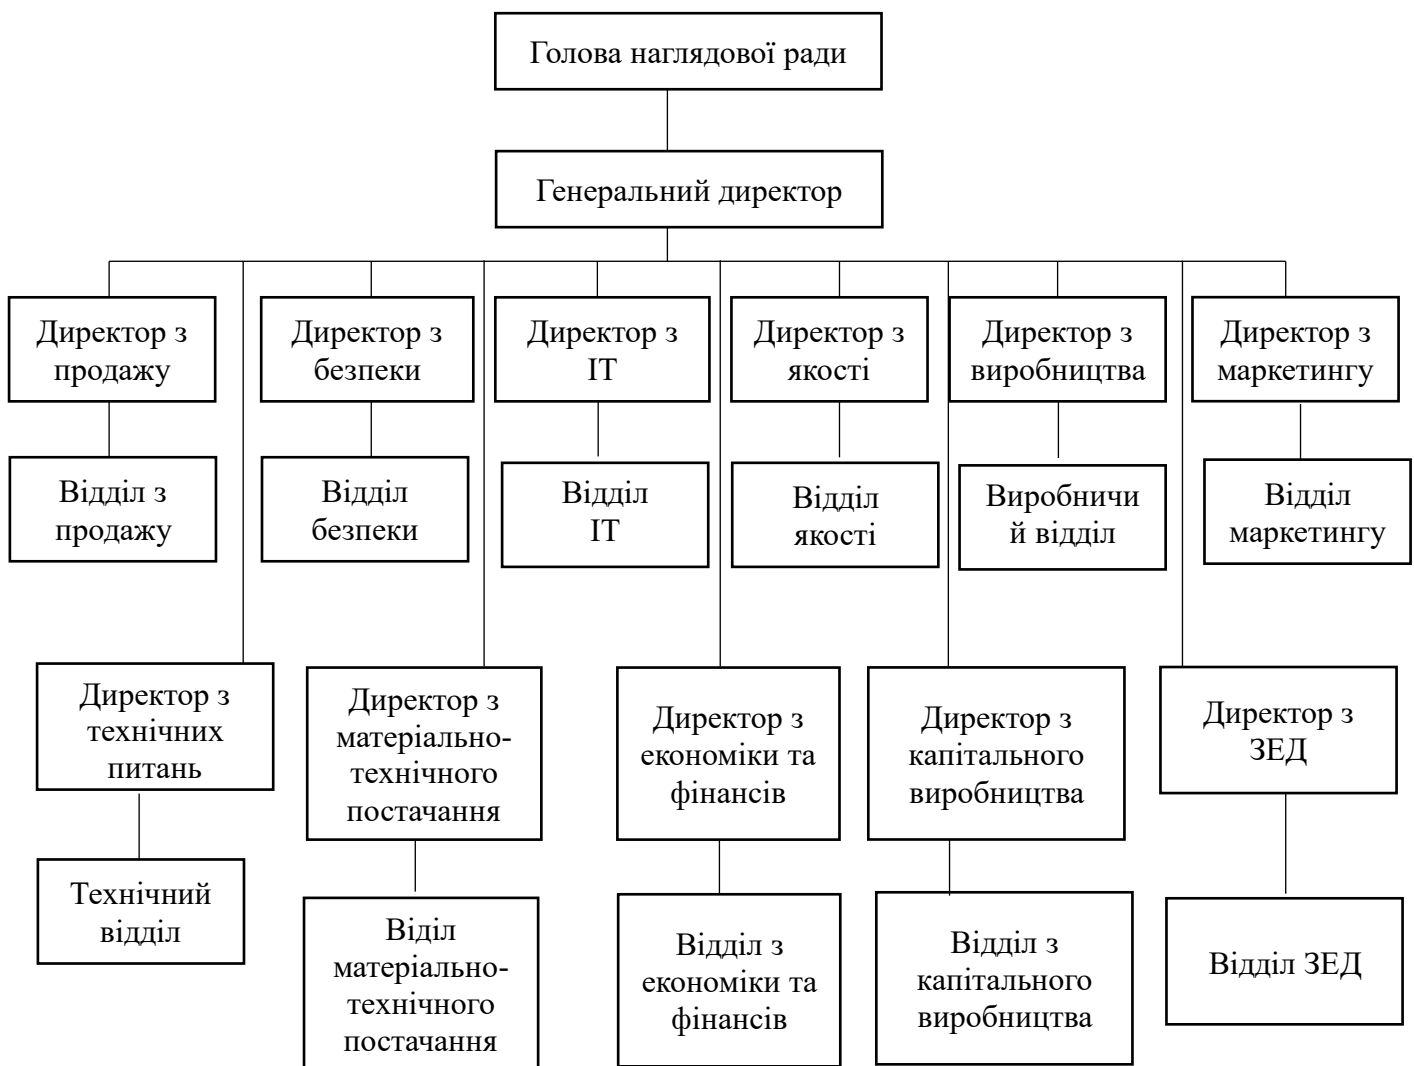 Голова наглядової ради
Генеральний директор
Директор з
продажу
Директор з
безпеки
Директор з
ІТ
Директор з
якості
Директор з
виробництва
Директор з
маркетингу
Відділ з
продажу
Відділ
безпеки
Відділ
ІТ
Відділ
якості
Виробничи
й відділ
Відділ
маркетингу
Директор з
технічних
питань
Директор з
матеріально-
технічного
постачання
Директор з
економіки та
фінансів
Директор з
капітального
виробництва
Директор з
ЗЕД
Технічний
відділ
Віділ
матеріально-
технічного
постачання
Відділ з
економіки та
фінансів
Відділ з
капітального
виробництва
Відділ ЗЕД